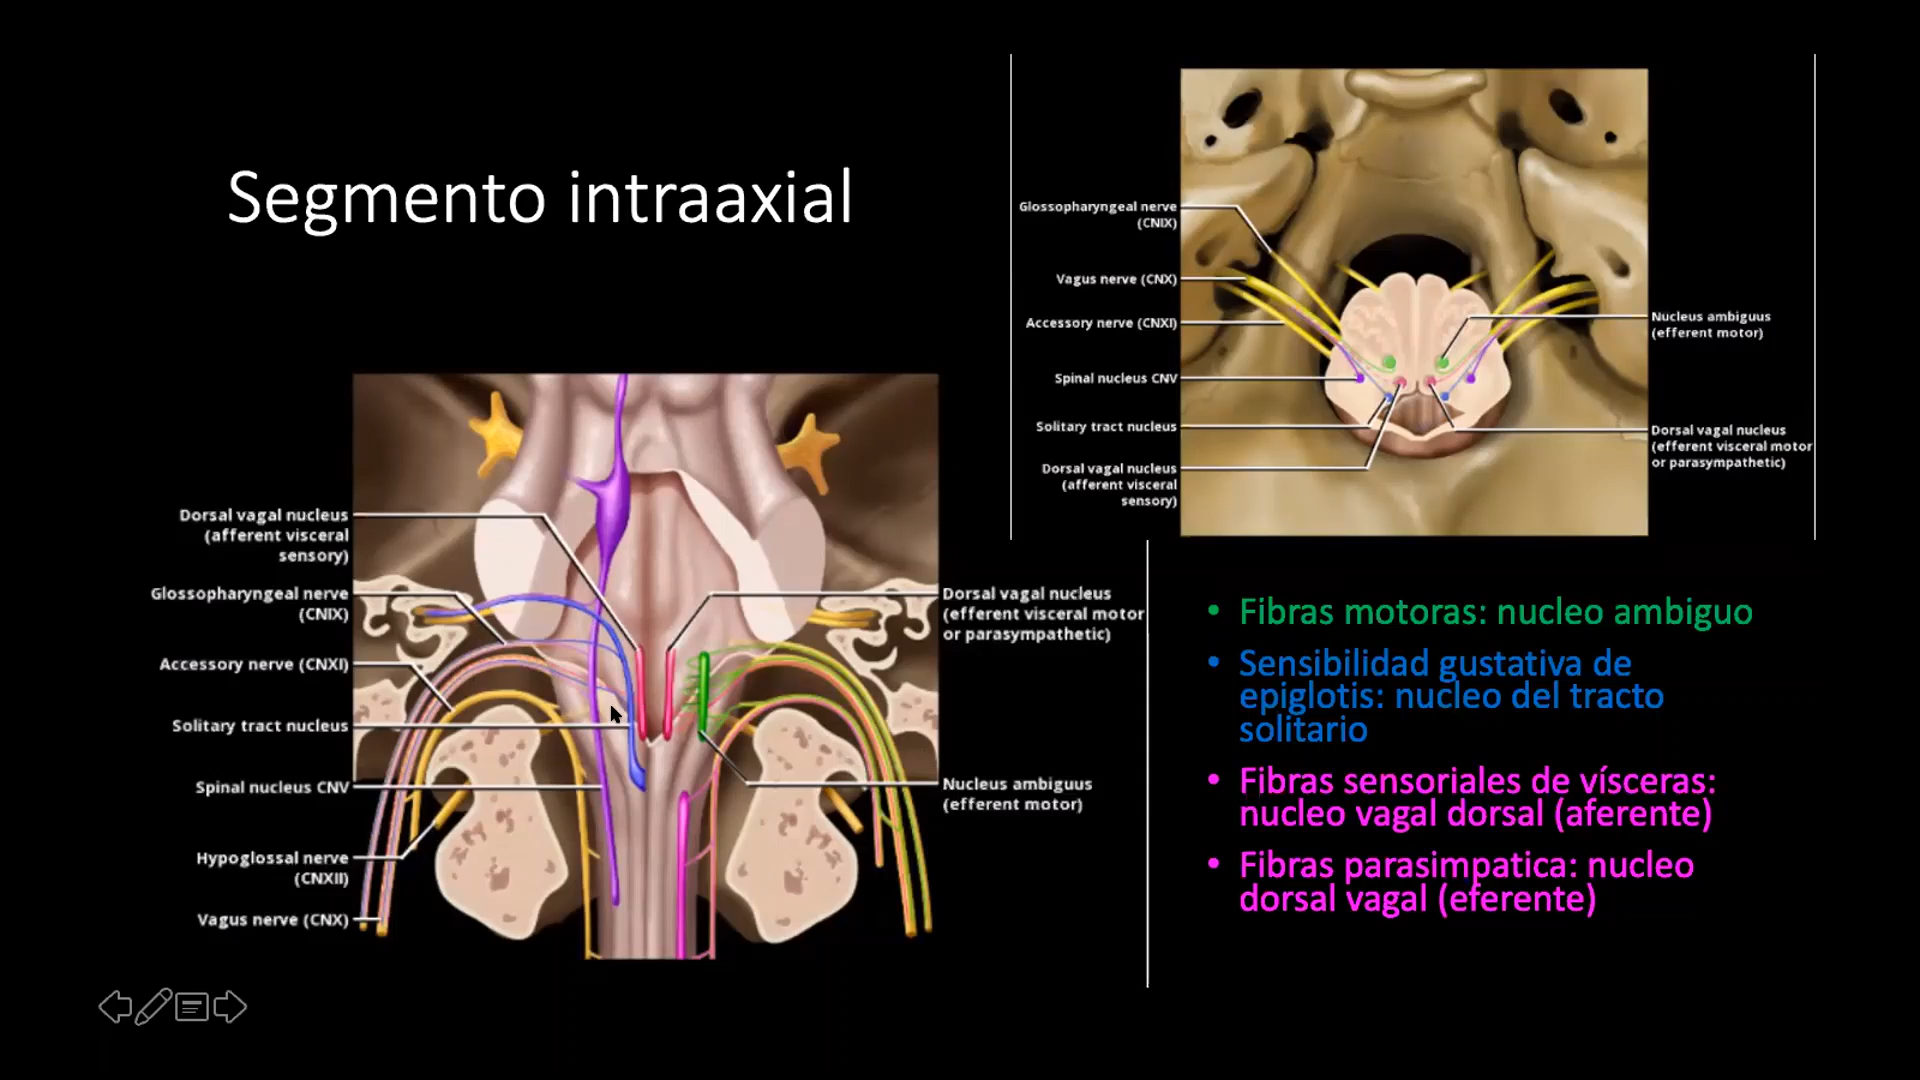 Segmento intraaxial
Dorsal vagal nucleus
(afferent visceral
sensory)
Glossopharyngeal nerve
(CNIX)
Accessory nerve (CNXI)
Solitary tract nucleus
Spinal nucleus CNV
Hypoglossal nerve
(CNXII)
Vagus nerve (CNX)
Dorsal vagal nucleus
(efferent visceral motor
or parasympathetic)
Nucleus ambiguus
(efferent motor)
Glossopharyngeal nerve
(CNIX)
Vagus nerve (CNX)
Accessory nerve (CNXI)
Spinal nucleus CNV
Solitary tract nucleus
Dorsal vagal nucleus
(afferent visceral
sensory)
Nucleus ambiguus
(efferent motor)
Dorsal vagal nucleus
(efferent visceral motor
or parasympathetic)
• Fibras motoras: nucleo ambiguo
• Sensibilidad gustativa de
epiglotis: nucleo del tracto
solitario
• Fibras sensoriales de vísceras:
nucleo vagal dorsal (aferente)
• Fibras parasimpatica: nucleo
dorsal vagal (eferente)